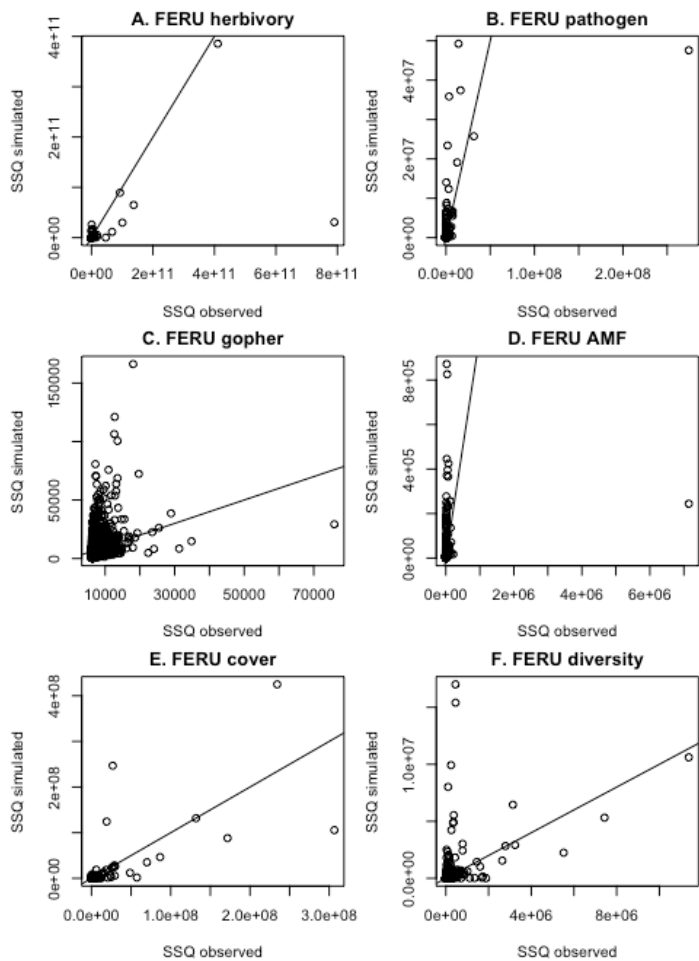 A. FERU herbivory
SSQ simulated
0e+00 2e+11 4e+11
0e+00 2e+11 4e+11 6e+11 8e+11
SSQ observed
B. FERU pathogen
SSQ simulated
0e+00 2e+07 4e+07
0.0e+00 1.0e+08 2.0e+08
SSQ observed
C. FERU gopher
SSQ simulated
0 50000 150000
10000 30000 50000 70000
SSQ observed
D. FERU AMF
SSQ simulated
0e+00 4e+05 8e+05
0e+00 2e+06 4e+06 6e+06
SSQ observed
E. FERU cover
SSQ simulated
0e+00 2e+08 4e+08
0.0e+00 1.0e+08 2.0e+08 3.0e+08
SSQ observed
F. FERU diversity
SSQ simulated
0.0e+00 1.0e+07
0e+00 4e+06 8e+06
SSQ observed